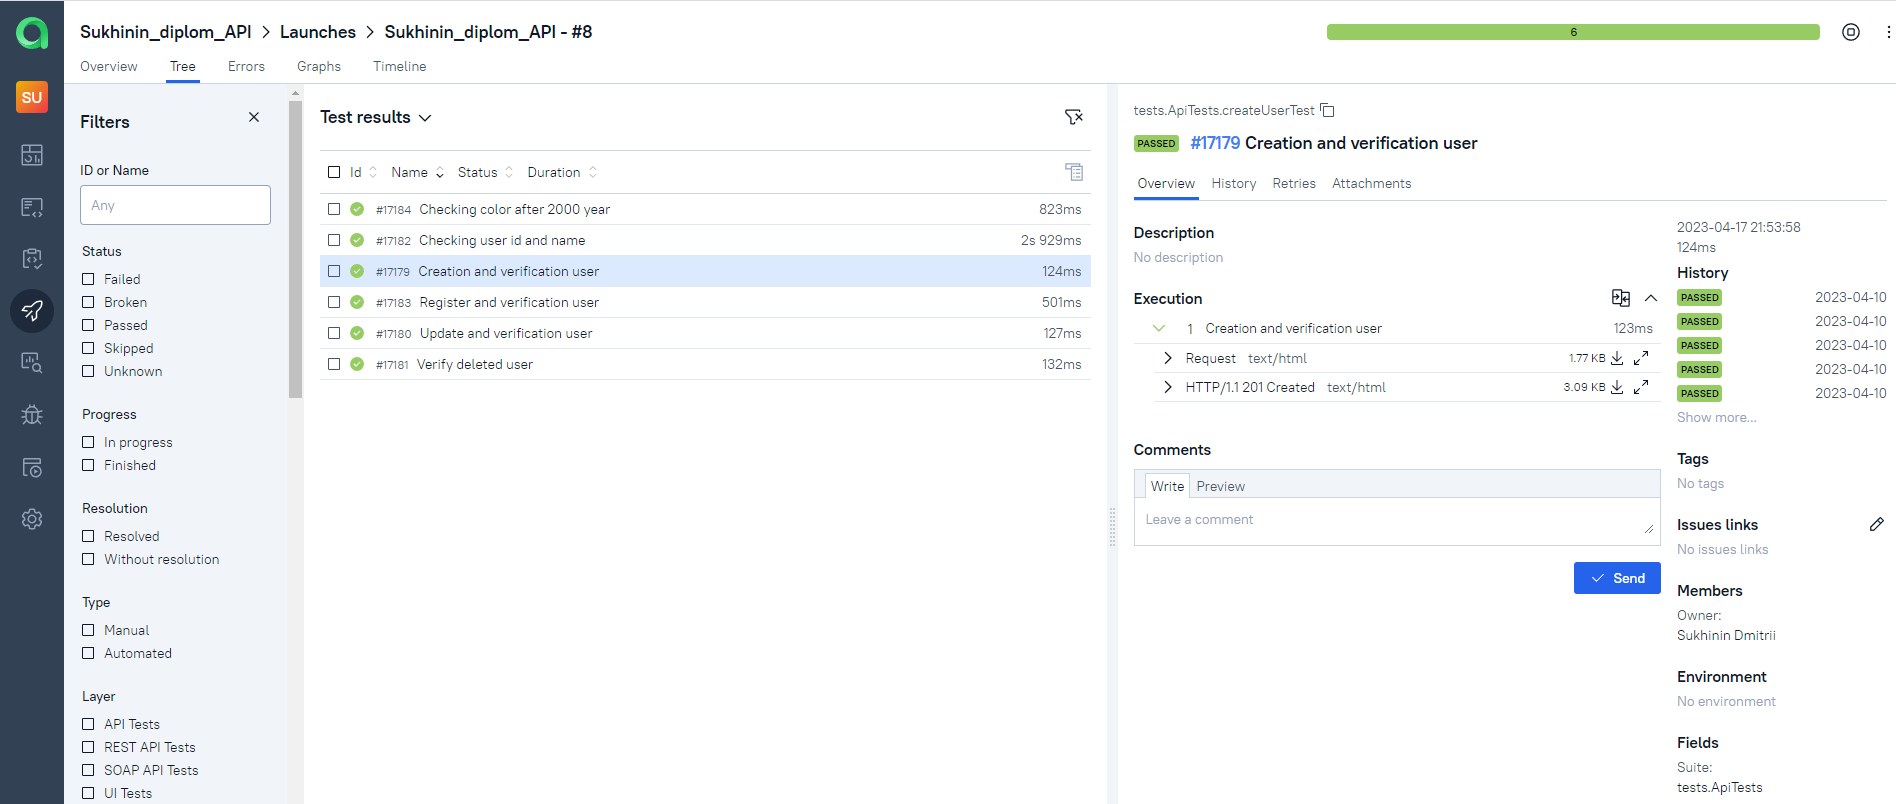 Sukhinin_diplom_API > Launches > Sukhinin_diplom_API - #8
6
Overview Tree Errors Graphs Timeline
SU
Filters
ID or Name
Any
Status
Failed
Broken
Passed
Skipped
Unknown
Progress
In progress
Finished
Resolution
Resolved
Without resolution
Type
Manual
Automated
Layer
API Tests
REST API Tests
SOAP API Tests
UI Tests
Test results
Id Name Status Duration
#17184 Checking color after 2000 year 823ms
#17182 Checking user id and name 2s 929ms
#17179 Creation and verification user 124ms
#17183 Register and verification user 501ms
#17180 Update and verification user 127ms
#17181 Verify deleted user 132ms
tests.ApiTests.createUserTest
PASSED #17179 Creation and verification user
Overview History Retries Attachments
Description
No description
Execution
1 Creation and verification user 123ms
Request text/html 1.77 KB
HTTP/1.1 201 Created text/html 3.09 KB
Comments
Write Preview
Leave a comment
Send
2023-04-17 21:53:58
124ms
History
PASSED 2023-04-10
PASSED 2023-04-10
PASSED 2023-04-10
PASSED 2023-04-10
PASSED 2023-04-10
Show more...
Tags
No tags
Issues links
No issues links
Members
Owner:
Sukhinin Dmitrii
Environment
No environment
Fields
Suite:
tests.ApiTests